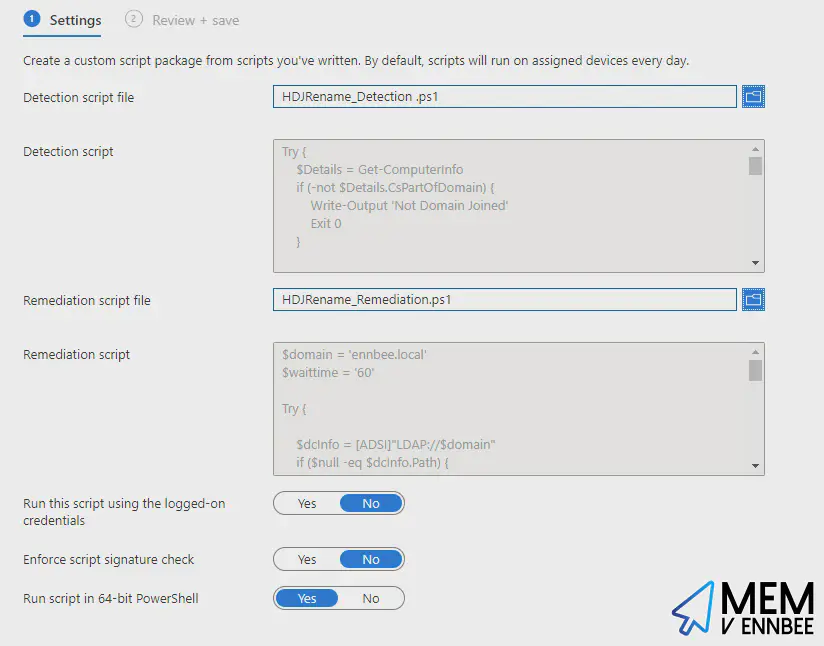 1 Settings 2 Review + save
Create a custom script package from scripts you've written. By default, scripts will run on assigned devices every day.
Detection script file HDJRename_Detection .ps1
Detection script
Try {
$Details = Get-ComputerInfo
if (-not $Details.CsPartOfDomain) {
Write-Output 'Not Domain Joined'
Exit 0
}
Remediation script file HDJRename_Remediation.ps1
Remediation script
$domain = 'ennbee.local'
$waittime = '60'
Try {
$dcInfo = [ADSI]"LDAP://$domain"
if ($null -eq $dcInfo.Path) {
Run this script using the logged-on
credentials
Yes No
Enforce script signature check Yes No
Run script in 64-bit PowerShell Yes No
MEM
V ENNBEE